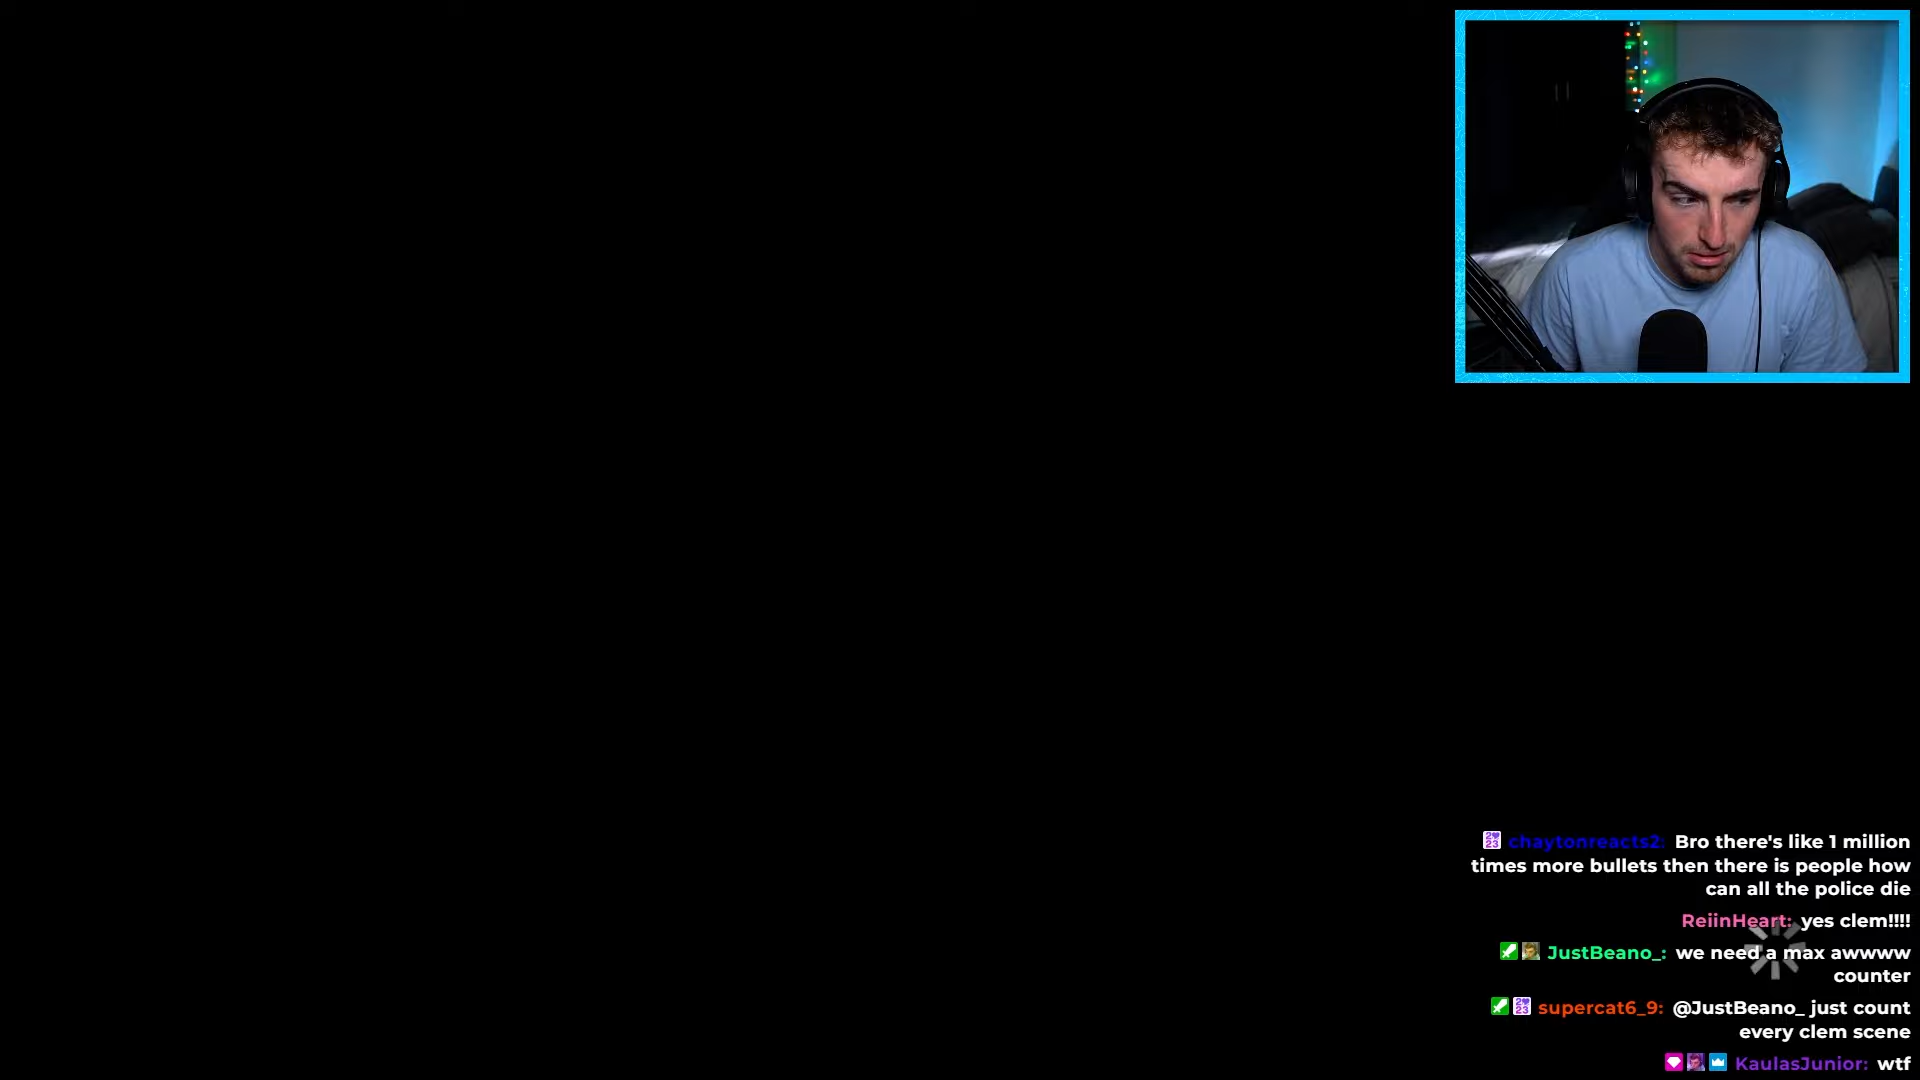 chaytonreacts2: Bro there's like 1 million
times more bullets then there is people how
can all the police die
ReiinHeart: yes clem!!!!
JustBeano_: we need a max awwww
counter
supercat6_9: @JustBeano_ just count
every clem scene
KaulasJunior: wtf